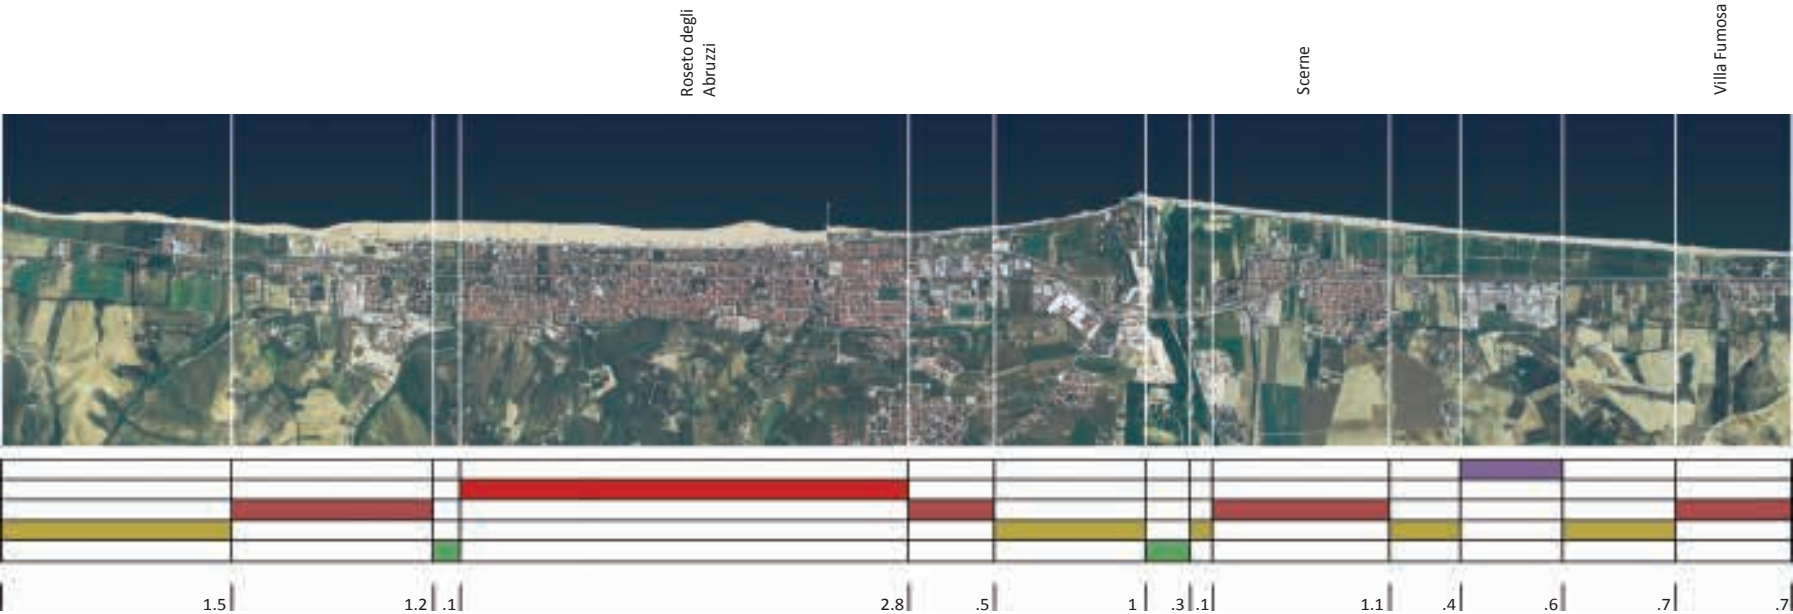 Roseto degli
Abruzzi
Scerne
Villa Fumosa
1.5 1.2 .1 2.8 .5 1 .3 .1 1.1 .4 .6 .7 .7